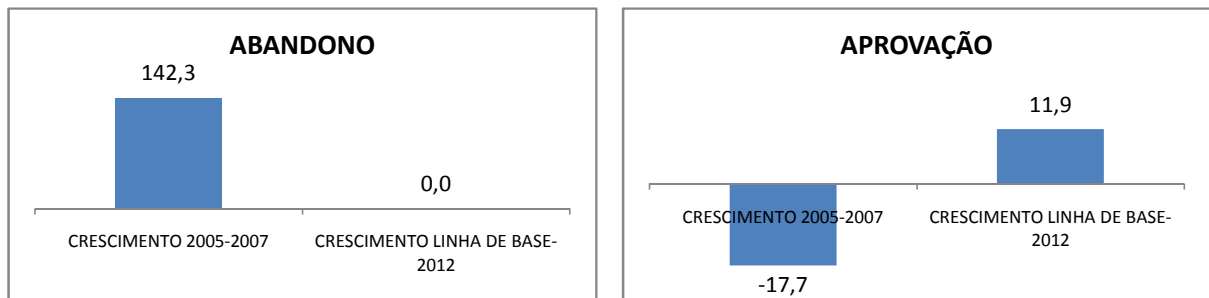 ABANDONO
142,3
0,0
CRESCIMENTO 2005-2007
CRESCIMENTO LINHA DE BASE-
2012
APROVAÇÃO
11,9
CRESCIMENTO 2005-2007
CRESCIMENTO LINHA DE BASE-
2012
-17,7